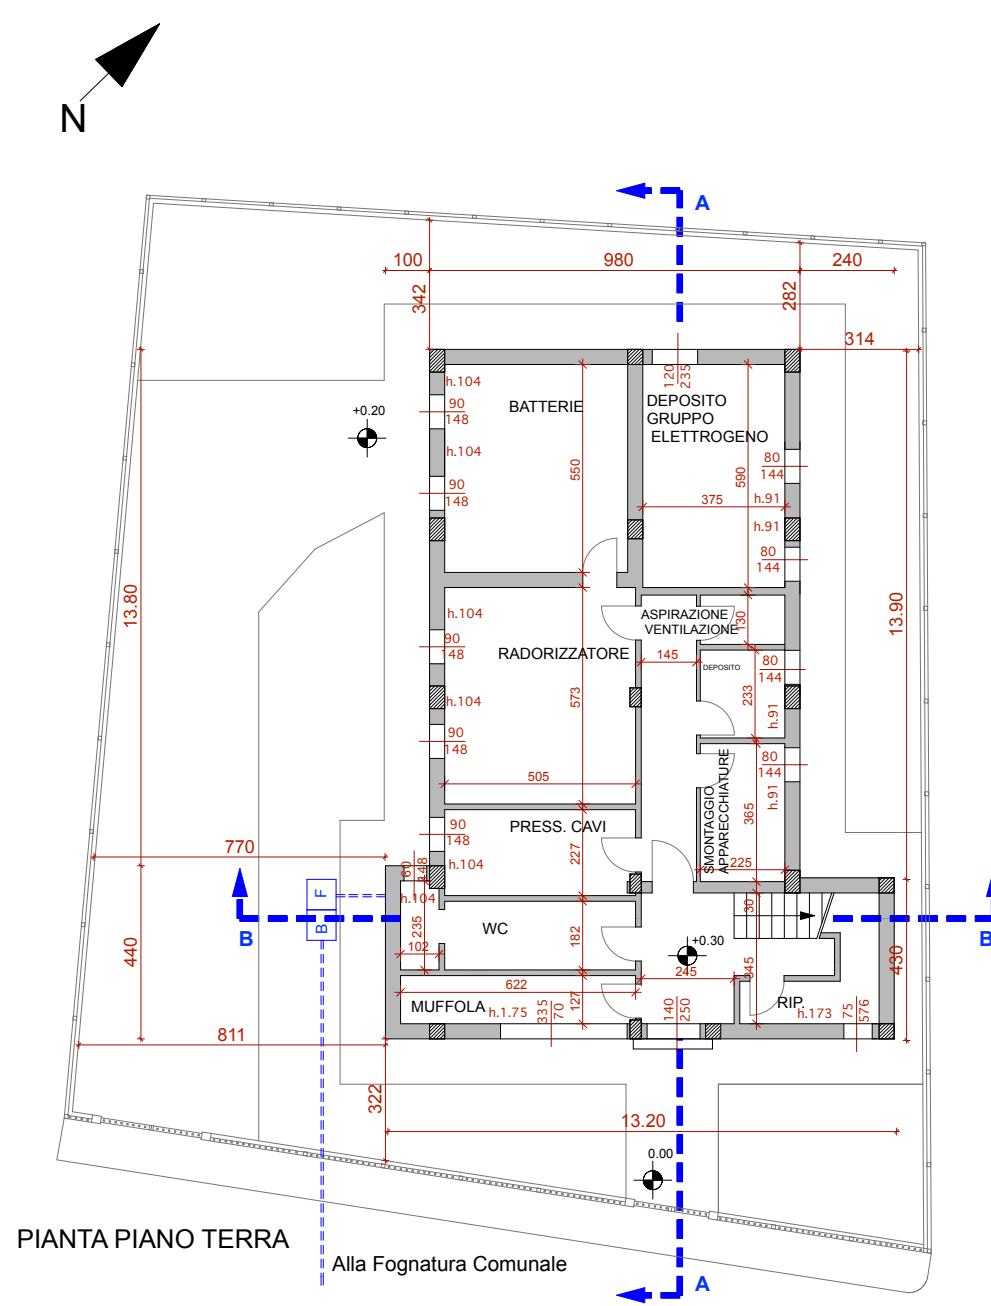 N
A
100
980
240
342
282
314
h.104
90
148
BATTERIE
120
235
DEPOSITO
GRUPPO
ELETTROGENO
+0.20
h.104
90
148
550
590
80
144
375
h.91
h.91
80
144
13.80
13.90
h.104
90
148
RADORIZZATORE
ASPIRAZIONE
VENTILAZIONE
130
145
DEPOSITO
80
144
233
h.91
h.104
573
90
148
505
SMONTAGGIO
APPARECCHIATURE
80
144
h.91
365
225
90
148
PRESS. CAVI
227
h.104
770
60
148
h.104
F
B
B
B
440
235
102
WC
182
30
+0.30
345
245
430
622
MUFFOLA
h.1.75
335
70
127
140
250
RIP.
h.173
75
576
811
322
13.20
0.00
PIANTA PIANO TERRA
Alla Fognatura Comunale
A